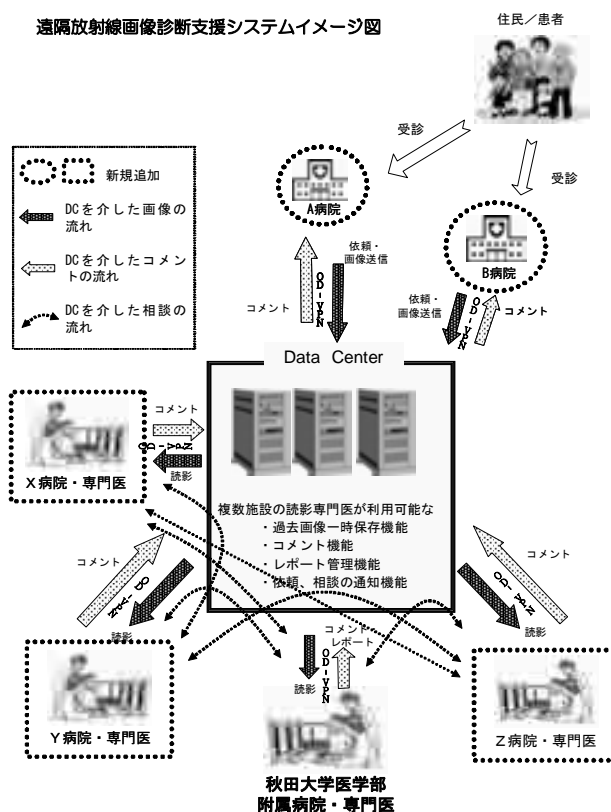 遠隔放射線画像診断支援システムイメージ図
住民／患者
受診
受診
新規追加
DCを介した画像の
流れ
DCを介したコメン
トの流れ
DCを介した相談の
流れ
A病院
B病院
コメント
OD-VPN
依頼・
画像送信
依頼・
画像送信
OD-VPN
コメント
Data Center
コメント
OD-VPN
読影
X病院・専門医
複数施設の読影専門医が利用可能な
・過去画像一時保存機能
・コメント機能
・レポート管理機能
・依頼、相談の通知機能
コメント
OD-VPN
読影
Y病院・専門医
読影
OD-VPN
コメント
レポート
秋田大学医学部
附属病院・専門医
コメント
OD-VPN
読影
Z病院・専門医